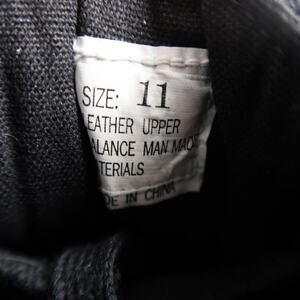 SIZE: 11
EATHER UPPER
ALANCE MAN MADE
TERIALS
DE IN CHINA